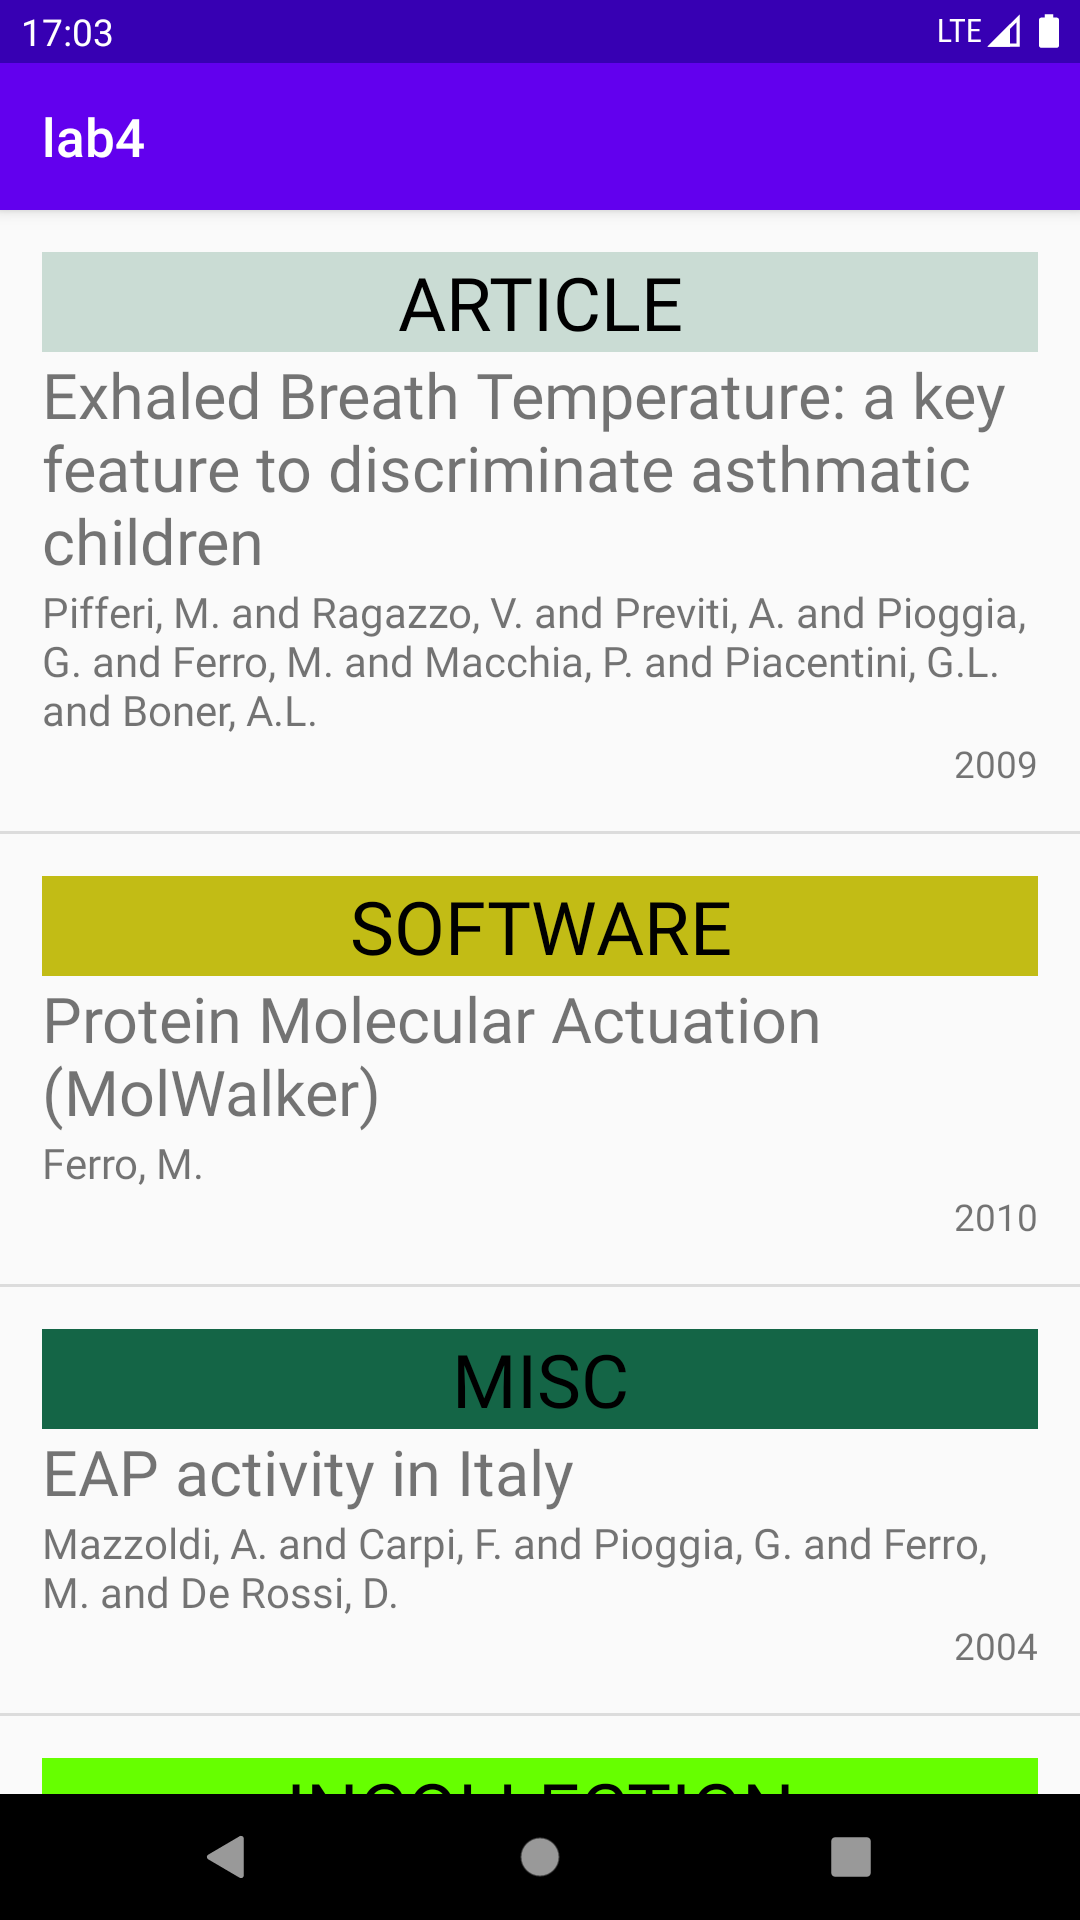 17:03
LTE
lab4
ARTICLE
Exhaled Breath Temperature: a key
feature to discriminate asthmatic
children
Pifferi, M. and Ragazzo, V. and Previti, A. and Pioggia,
G. and Ferro, M. and Macchia, P. and Piacentini, G.L.
and Boner, A.L.
2009
SOFTWARE
Protein Molecular Actuation
(MolWalker)
Ferro, M.
2010
MISC
EAP activity in Italy
Mazzoldi, A. and Carpi, F. and Pioggia, G. and Ferro,
M. and De Rossi, D.
2004
INCOLLECTION